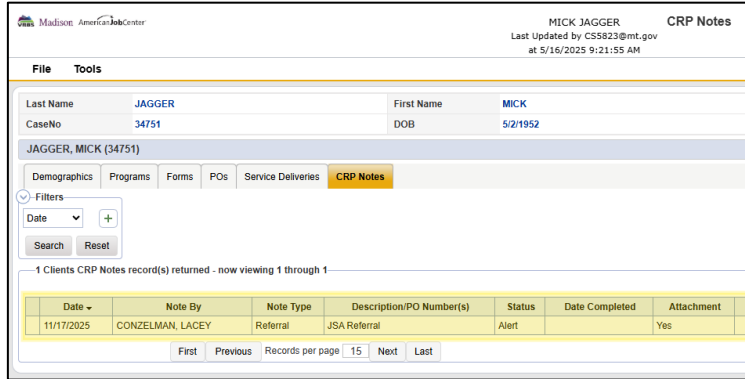 VRBS Madison AmericanJobCenter
MICK JAGGER
CRP Notes
Last Updated by CS5823@mt.gov
at 5/16/2025 9:21:55 AM
File Tools
Last Name JAGGER First Name MICK
CaseNo 34751 DOB 5/2/1952
JAGGER, MICK (34751)
Demographics Programs Forms POs Service Deliveries CRP Notes
Filters
Date +
Search Reset
1 Clients CRP Notes record(s) returned - now viewing 1 through 1
Date Note By Note Type Description/PO Number(s) Status Date Completed Attachment
11/17/2025 CONZELMAN, LACEY Referral JSA Referral Alert Yes
First Previous Records per page 15 Next Last